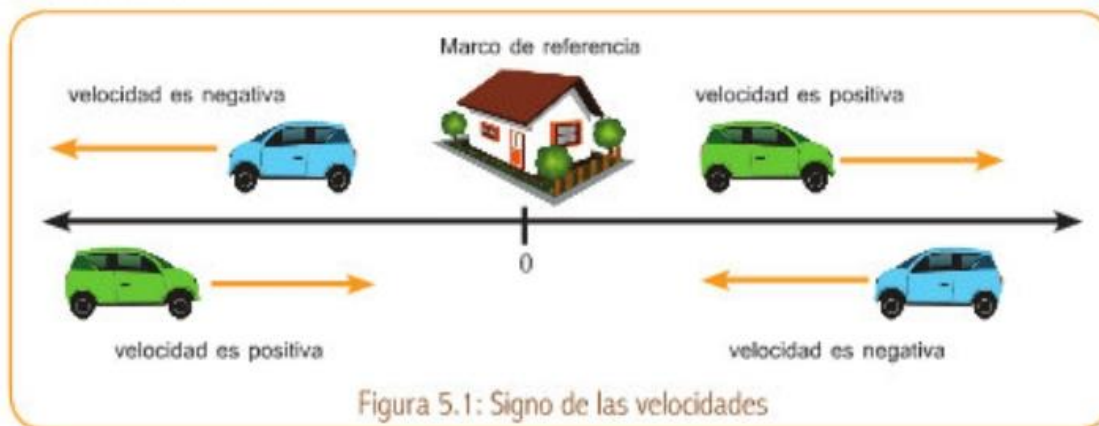 Marco de referencia
velocidad es negativa
velocidad es positiva
0
velocidad es positiva
velocidad es negativa
Figura 5.1: Signo de las velocidades